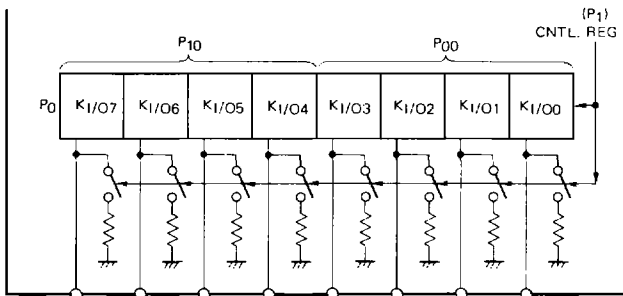 (P1)
CNTL. REG
P10 P00
P0 KI/O7 KI/O6 KI/O5 KI/O4 KI/O3 KI/O2 KI/O1 KI/O0